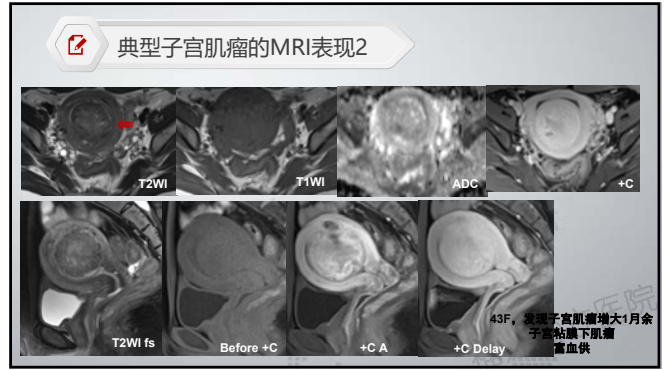 典型子宫肌瘤的MRI表现2
T2WI
T1WI
ADC
+C
T2WI fs
Before +C
+C A
+C Delay
43F，发现子宫肌瘤增大1月余
子宫粘膜下肌瘤
富血供
医院